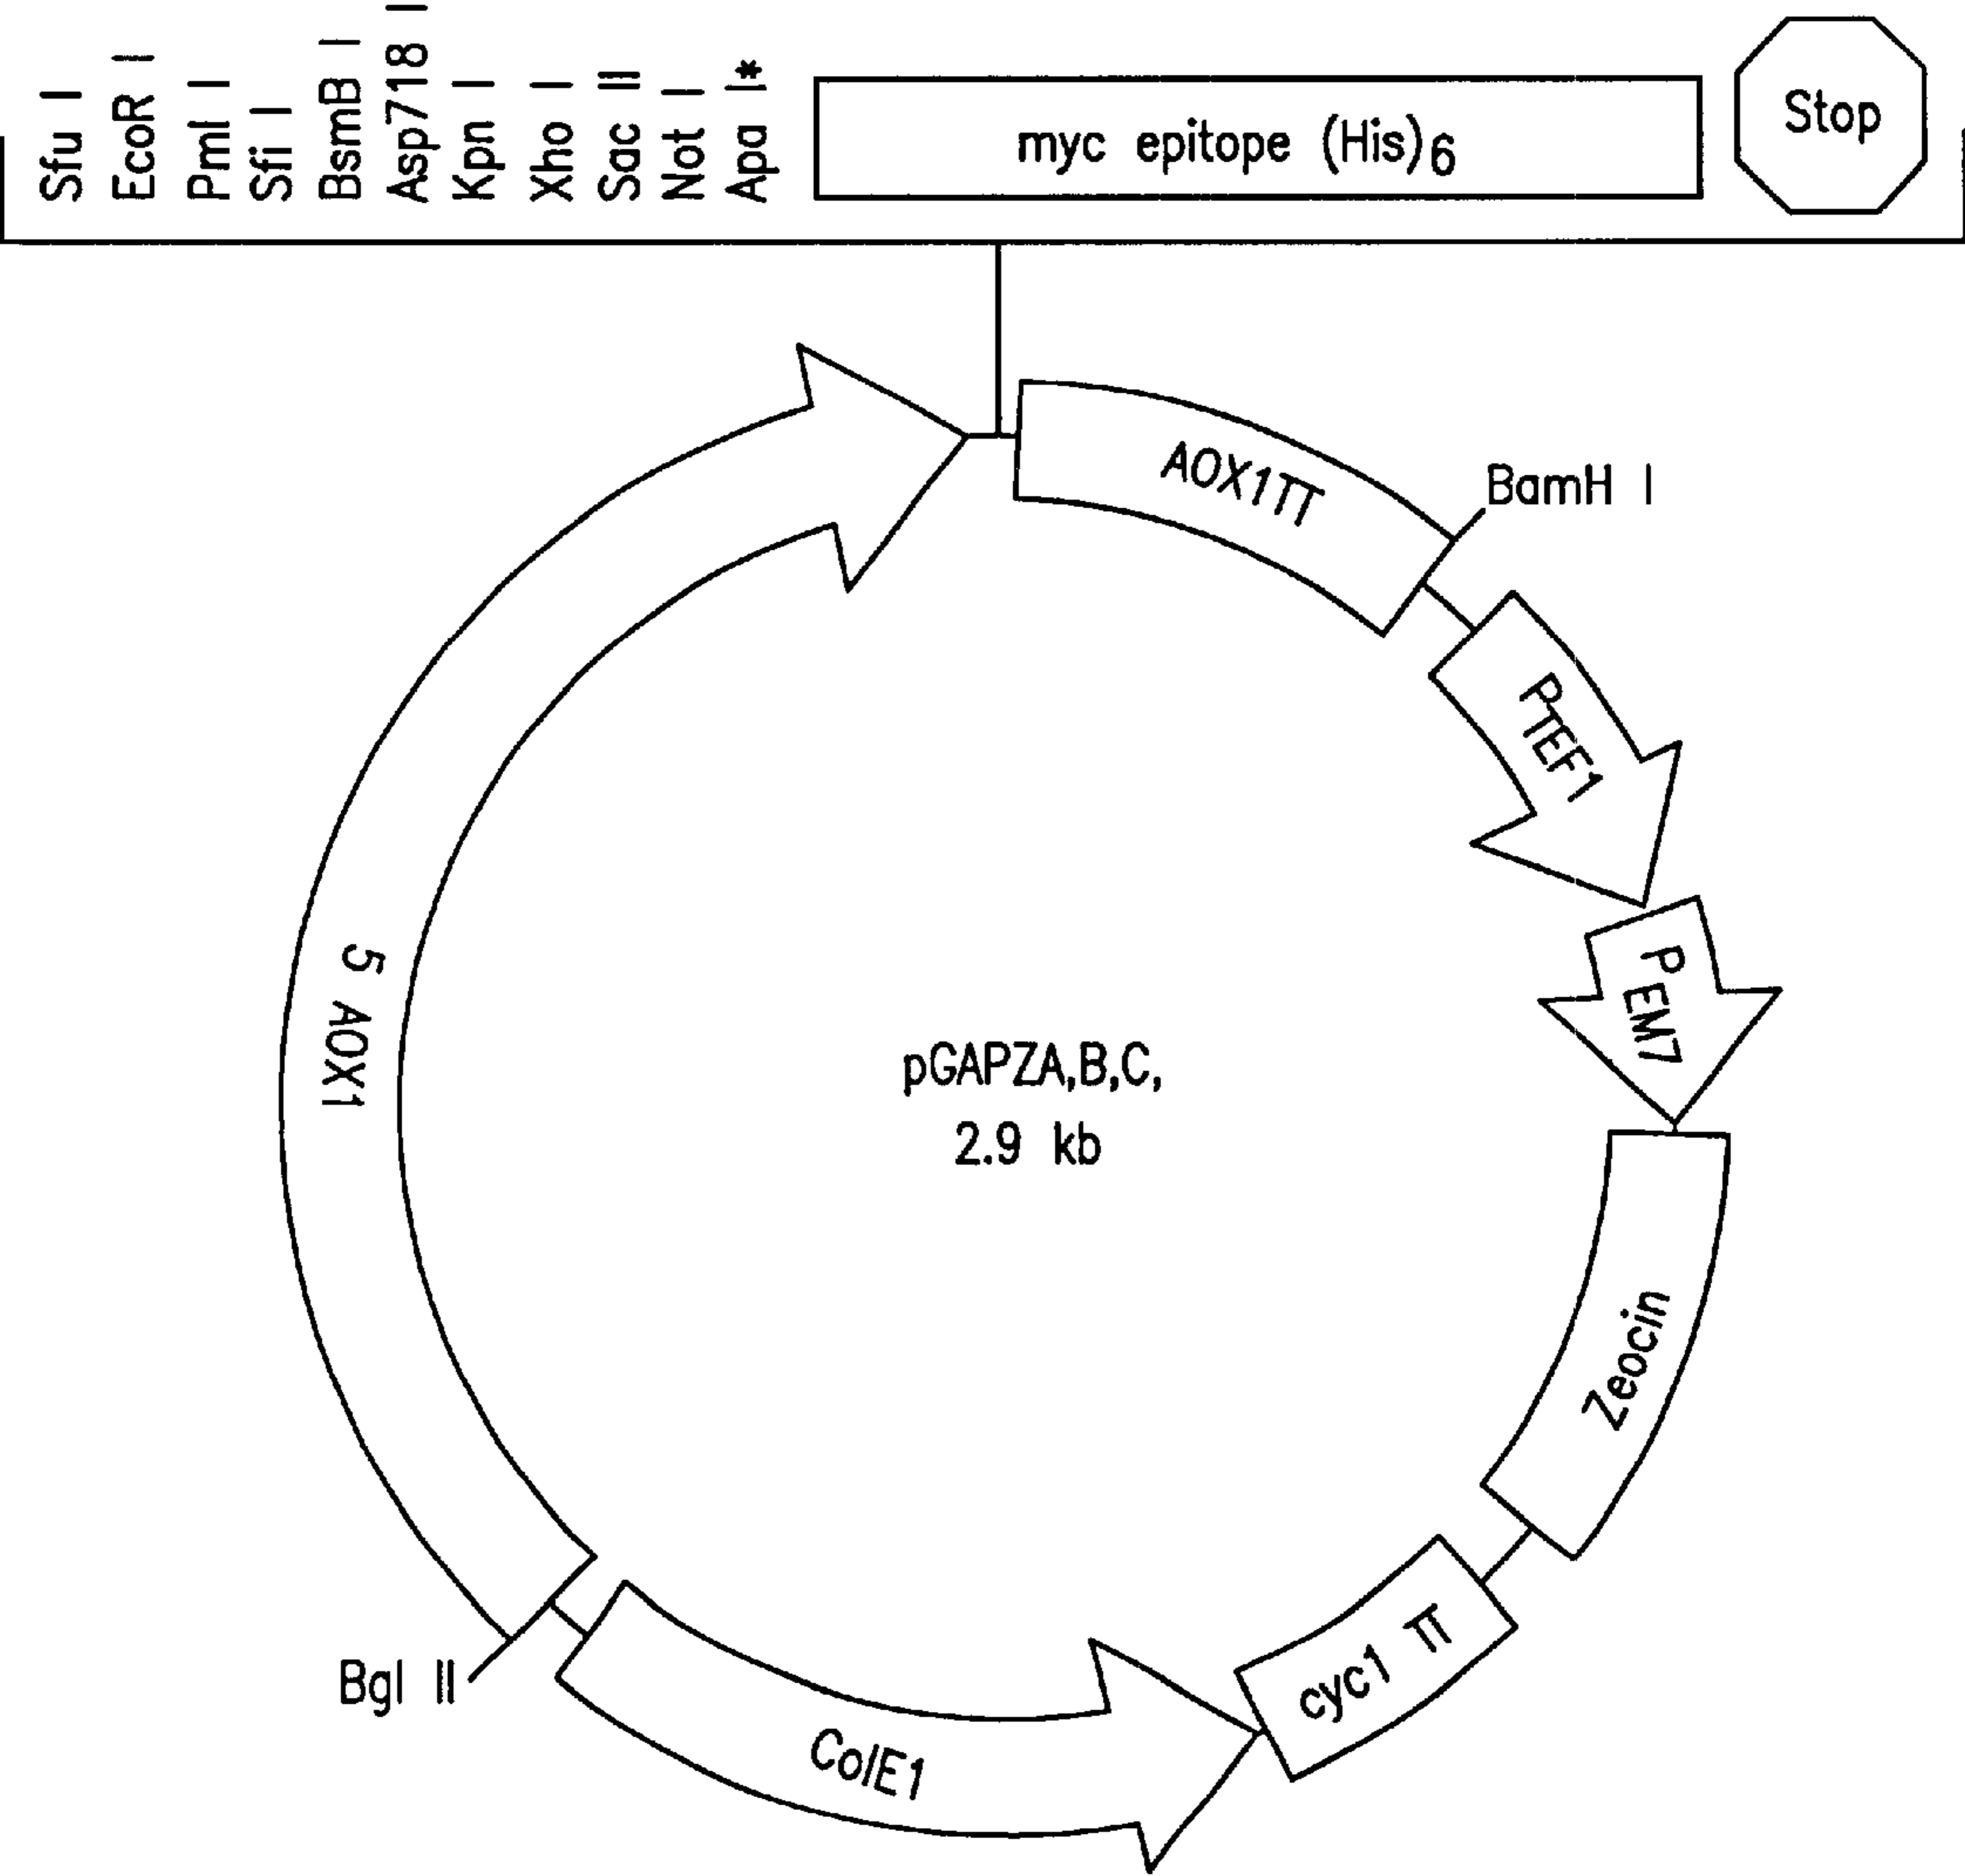 Sfu I
EcoR I
Pml I
Sfi I
BsmB I
Asp718 I
Kpn I
Xho I
Sac II
Not I
Apa I*
myc epitope (His)6
Stop
AOX1TT
BamH I
PTEF1
P EM7
5 AOX1
pGAPZA,B,C,
2.9 kb
Zeocin
cyc1 TT
Bgl II
ColE1